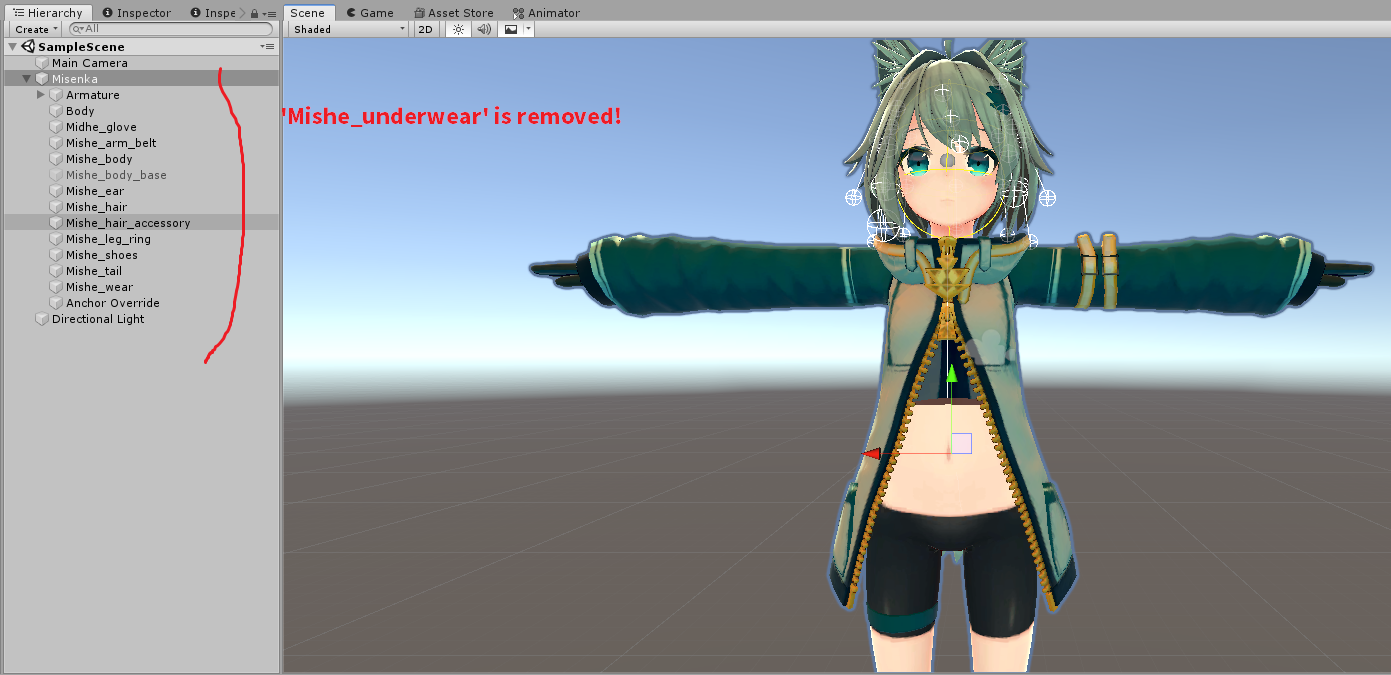 Hierarchy Inspector Inspe Scene Game Asset Store Animator
Create All Shaded 2D
SampleScene
Main Camera
Misenka
Armature
Body
Midhe_glove
Mishe_arm_belt
Mishe_body
Mishe_body_base
Mishe_ear
Mishe_hair
Mishe_hair_accessory
Mishe_leg_ring
Mishe_shoes
Mishe_tail
Mishe_wear
Anchor Override
Directional Light
'Mishe_underwear' is removed!